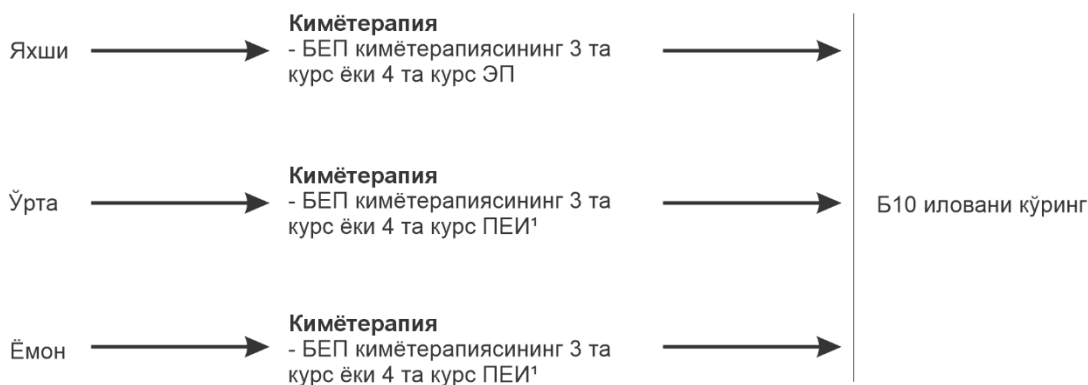 Яхши
Кимётерапия
- БЕП кимётерапиясининг 3 та
курс ёки 4 та курс ЭП
Ўрта
Кимётерапия
- БЕП кимётерапиясининг 3 та
курс ёки 4 та курс ПЕИ¹
Б10 иловани кўринг
Ёмон
Кимётерапия
- БЕП кимётерапиясининг 3 та
курс ёки 4 та курс ПЕИ¹